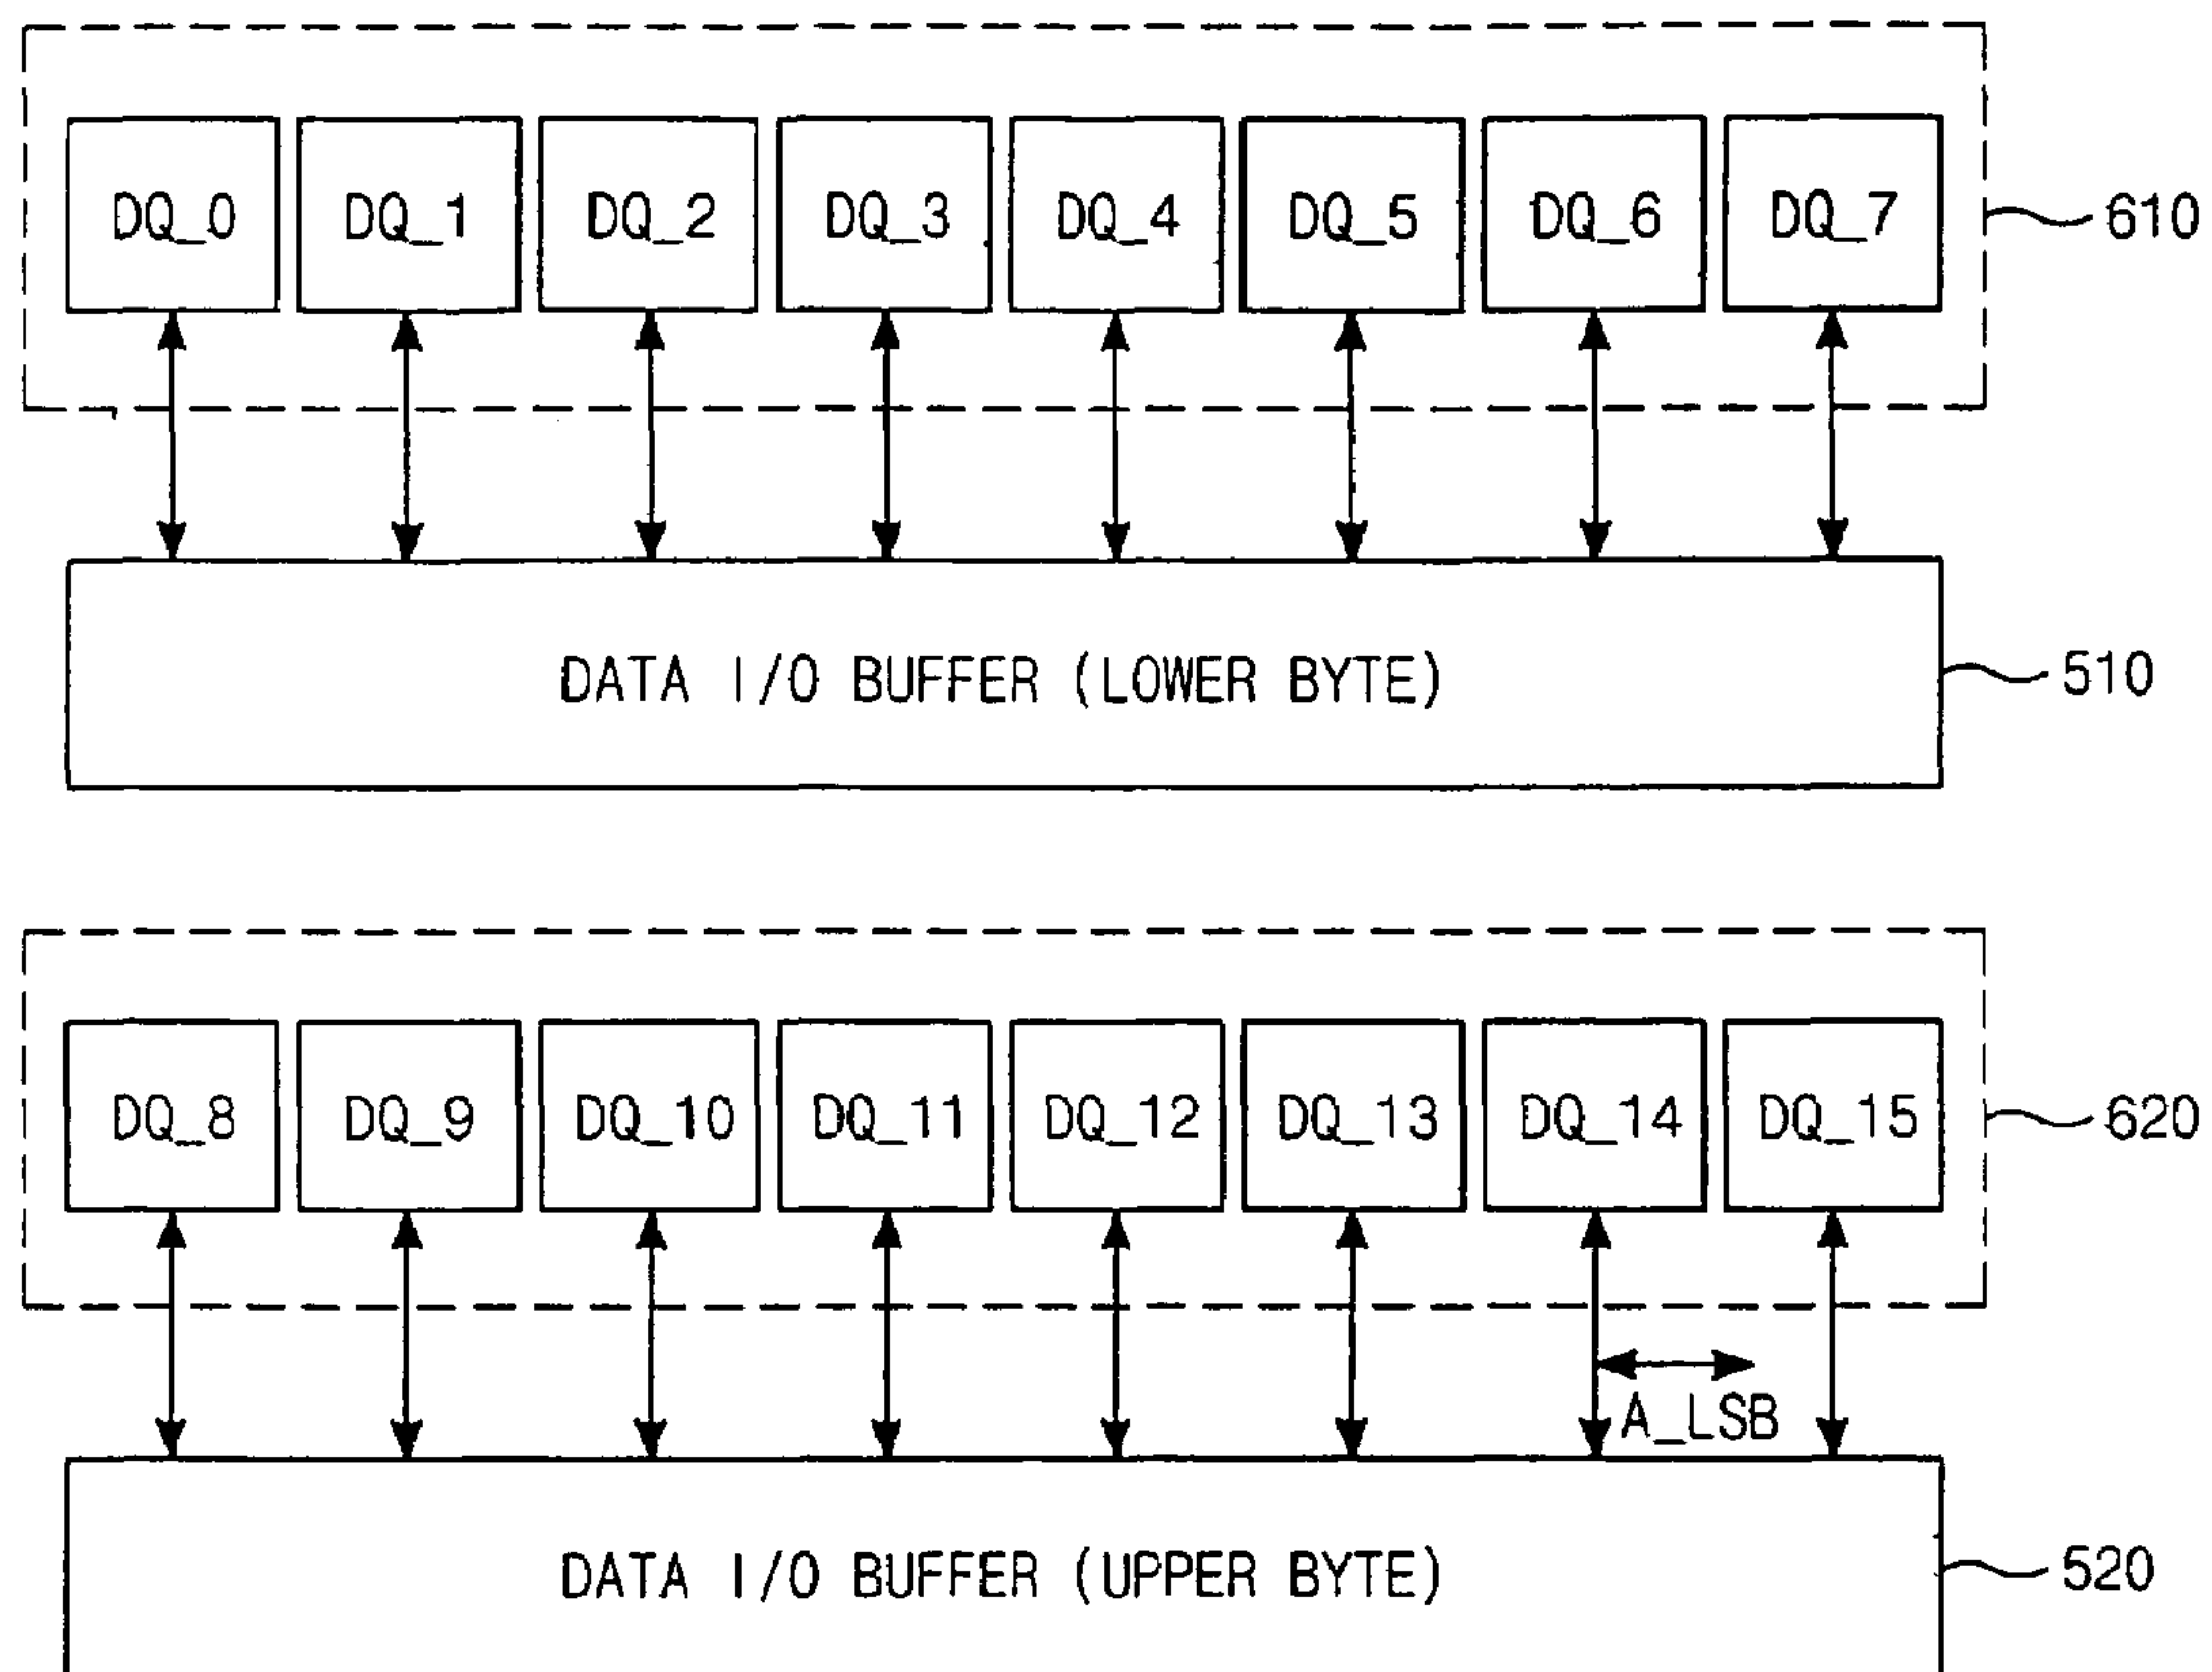 DQ_0 DQ_1 DQ_2 DQ_3 DQ_4 DQ_5 DQ_6 DQ_7 610
DATA I/O BUFFER (LOWER BYTE) 510
DQ_8 DQ_9 DQ_10 DQ_11 DQ_12 DQ_13 DQ_14 DQ_15 620
A_LSB
DATA I/O BUFFER (UPPER BYTE) 520